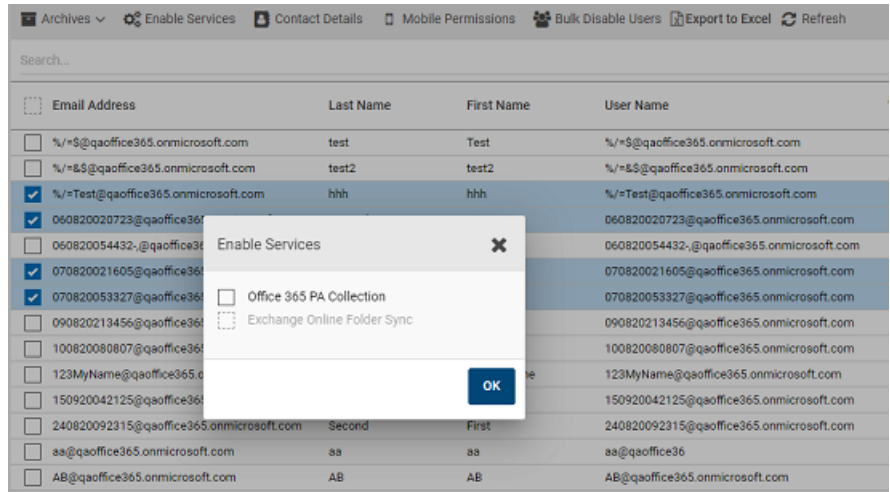 Archives Enable Services Contact Details Mobile Permissions Bulk Disable Users Export to Excel Refresh
Search...
Email Address Last Name First Name User Name
%/=$@qaoffice365.onmicrosoft.com test Test %/=$@qaoffice365.onmicrosoft.com
%/=&$@qaoffice365.onmicrosoft.com test2 test2 %/=&$@qaoffice365.onmicrosoft.com
%/=Test@qaoffice365.onmicrosoft.com hhh hhh %/=Test@qaoffice365.onmicrosoft.com
060820020723@qaoffice365 060820020723@qaoffice365.onmicrosoft.com
060820054432-,@qaoffice36 060820054432-,@qaoffice365.onmicrosoft.com
070820021605@qaoffice365 070820021605@qaoffice365.onmicrosoft.com
070820053327@qaoffice365 070820053327@qaoffice365.onmicrosoft.com
090820213456@qaoffice365 090820213456@qaoffice365.onmicrosoft.com
100820080807@qaoffice365 100820080807@qaoffice365.onmicrosoft.com
123MyName@qaoffice365.o me 123MyName@qaoffice365.onmicrosoft.com
150920042125@qaoffice365 150920042125@qaoffice365.onmicrosoft.com
240820092315@qaoffice365.onmicrosoft.com Second First 240820092315@qaoffice365.onmicrosoft.com
aa@qaoffice365.onmicrosoft.com aa aa aa@qaoffice36
AB@qaoffice365.onmicrosoft.com AB AB AB@qaoffice365.onmicrosoft.com
Enable Services
Office 365 PA Collection
Exchange Online Folder Sync
OK